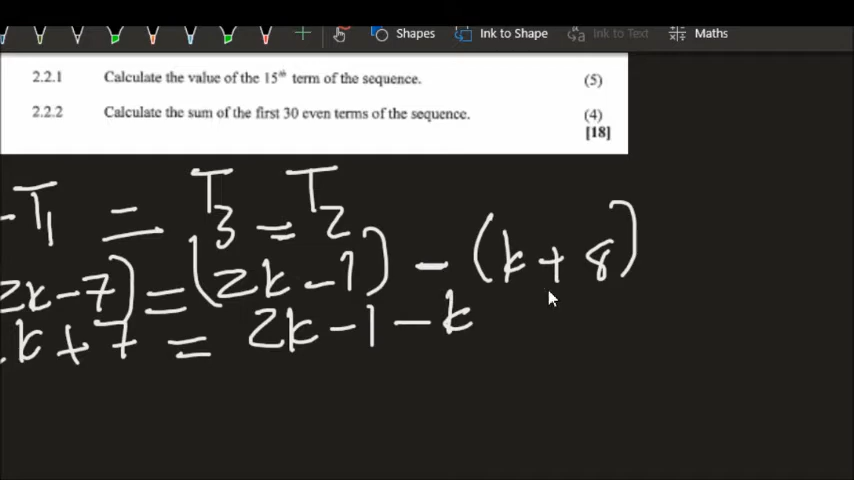 Shapes Ink to Shape Ink to Text Maths
2.2.1 Calculate the value of the 15th term of the sequence. (5)
2.2.2 Calculate the sum of the first 30 even terms of the sequence. (4)
[18]
- T1 = T3 = T2
2k - 7) = (2k - 1) - (k + 8)
k + 7 = 2k - 1 - k